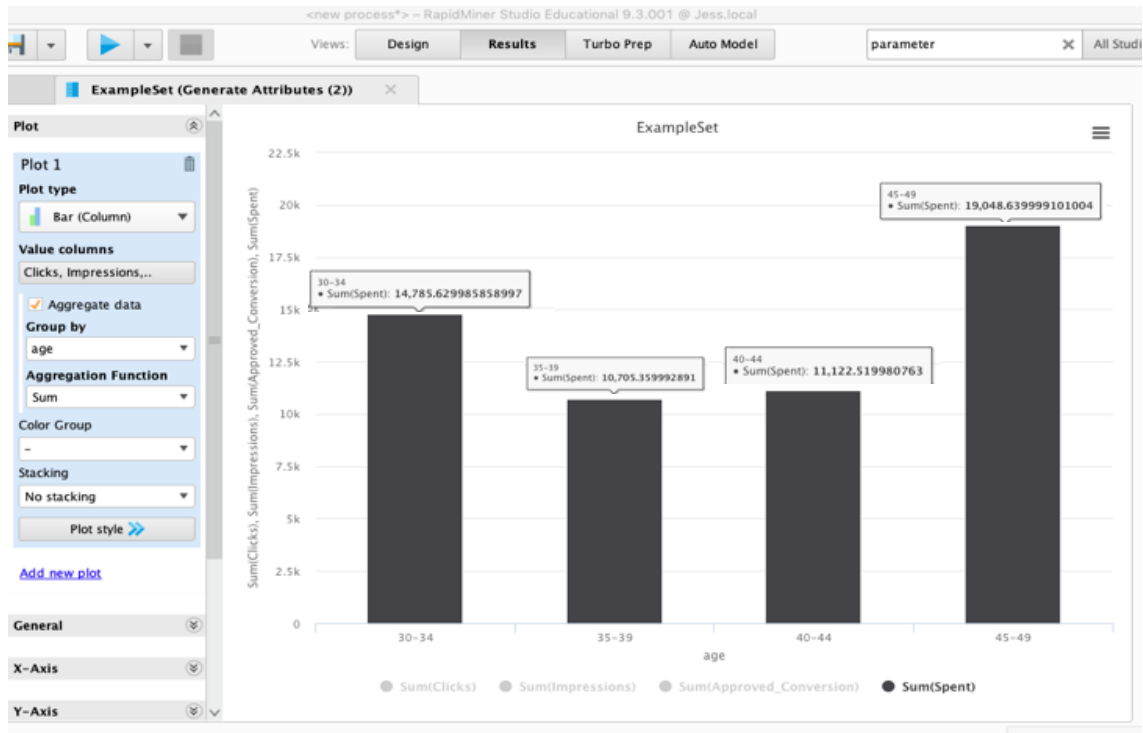 <new process*> – RapidMiner Studio Educational 9.3.001 @ Jess.local
Views: Design Results Turbo Prep Auto Model parameter All Studi
ExampleSet (Generate Attributes (2))
Plot
Plot 1
Plot type
Bar (Column)
Value columns
Clicks, Impressions,..
Aggregate data
Group by
age
Aggregation Function
Sum
Color Group
–
Stacking
No stacking
Plot style
Add new plot
General
X-Axis
Y-Axis
ExampleSet
Sum(Clicks), Sum(Impressions), Sum(Approved_Conversion), Sum(Spent)
22.5k
20k
17.5k
15k
12.5k
10k
7.5k
5k
2.5k
0
30-34
• Sum(Spent): 14,785.629985858997
35-39
• Sum(Spent): 10,705.359992891
40-44
• Sum(Spent): 11,122.519980763
45-49
• Sum(Spent): 19,048.639999101004
30-34 35-39 40-44 45-49
age
Sum(Clicks) Sum(Impressions) Sum(Approved_Conversion) Sum(Spent)